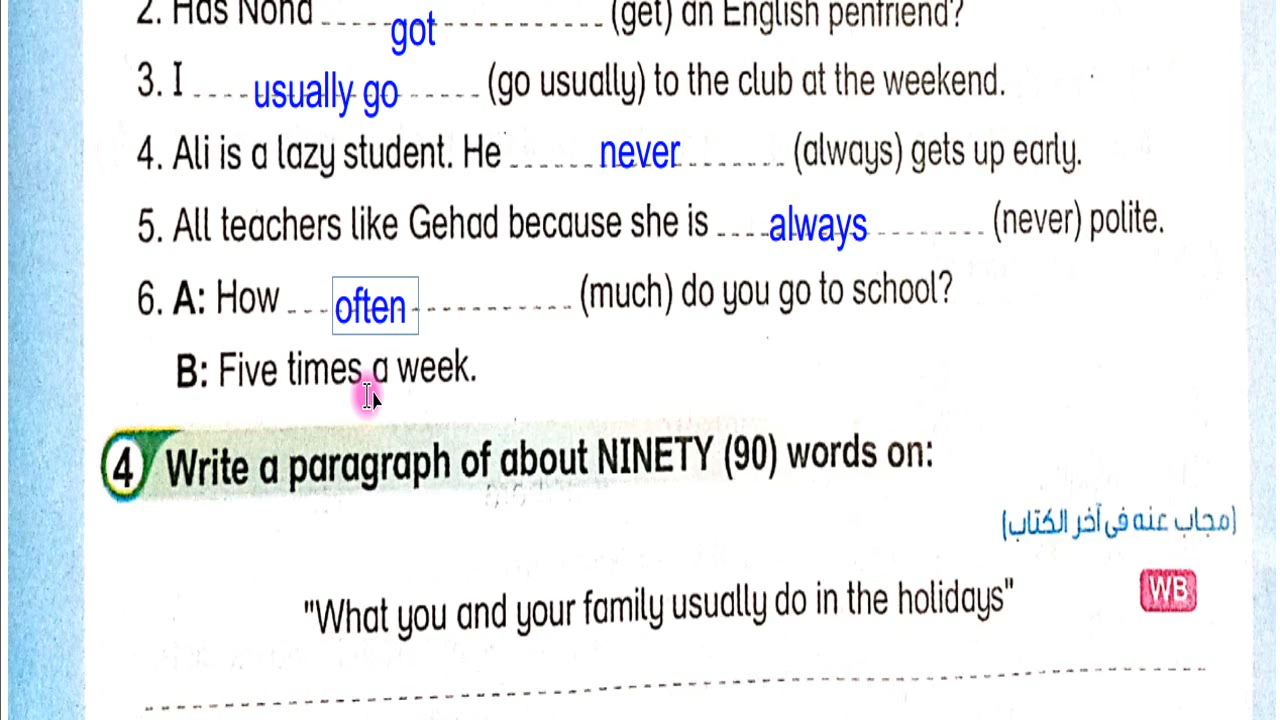 2. Has Nona ---- got ------------ (get) an English penfriend?
3. I ---- usually go ----- (go usually) to the club at the weekend.
4. Ali is a lazy student. He ------ never ------- (always) gets up early.
5. All teachers like Gehad because she is ---- always -------- (never) polite.
6. A: How --- often ------------ (much) do you go to school?
B: Five times a week.
4 Write a paragraph of about NINETY (90) words on:
(مجاب عنه فى آخر الكتاب)
"What you and your family usually do in the holidays" WB